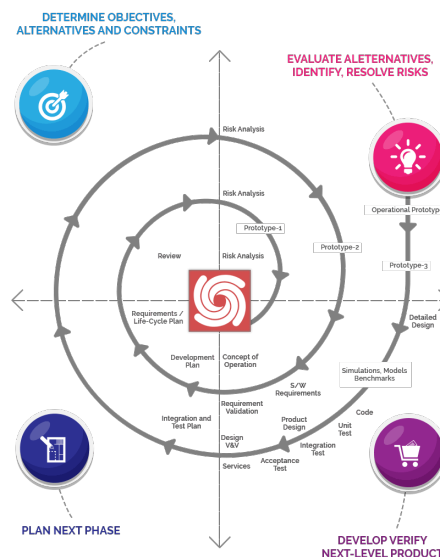 DETERMINE OBJECTIVES,
ALTERNATIVES AND CONSTRAINTS
EVALUATE ALETERNATIVES,
IDENTIFY, RESOLVE RISKS
Risk Analysis
Risk Analysis
Operational Prototype
Prototype-1
Prototype-2
Review
Risk Analysis
Prototype-3
Requirements /
Life-Cycle Plan
Detailed
Design
Development
Plan
Concept of
Operation
Simulations, Models
Benchmarks
S/W
Requirements
Requirement
Validation
Code
Integration and
Test Plan
Product
Design
Unit
Test
Design
V&V
Integration
Test
Services
Acceptance
Test
PLAN NEXT PHASE
DEVELOP VERIFY
NEXT-LEVEL PRODUCT